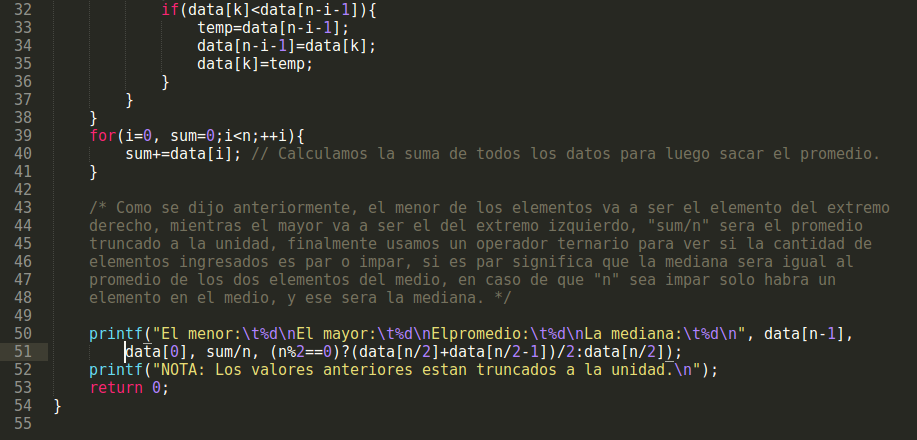 32 if(data[k]<data[n-i-1]){
33 temp=data[n-i-1];
34 data[n-i-1]=data[k];
35 data[k]=temp;
36 }
37 }
38 }
39 for(i=0, sum=0;i<n;++i){
40 sum+=data[i]; // Calculamos la suma de todos los datos para luego sacar el promedio.
41 }
42
43 /* Como se dijo anteriormente, el menor de los elementos va a ser el elemento del extremo
44 derecho, mientras el mayor va a ser el del extremo izquierdo, "sum/n" sera el promedio
45 truncado a la unidad, finalmente usamos un operador ternario para ver si la cantidad de
46 elementos ingresados es par o impar, si es par significa que la mediana sera igual al
47 promedio de los dos elementos del medio, en caso de que "n" sea impar solo habra un
48 elemento en el medio, y ese sera la mediana. */
49
50 printf("El menor:\t%d\nEl mayor:\t%d\nElpromedio:\t%d\nLa mediana:\t%d\n", data[n-1],
51 data[0], sum/n, (n%2==0)?(data[n/2]+data[n/2-1])/2:data[n/2]);
52 printf("NOTA: Los valores anteriores estan truncados a la unidad.\n");
53 return 0;
54 }
55